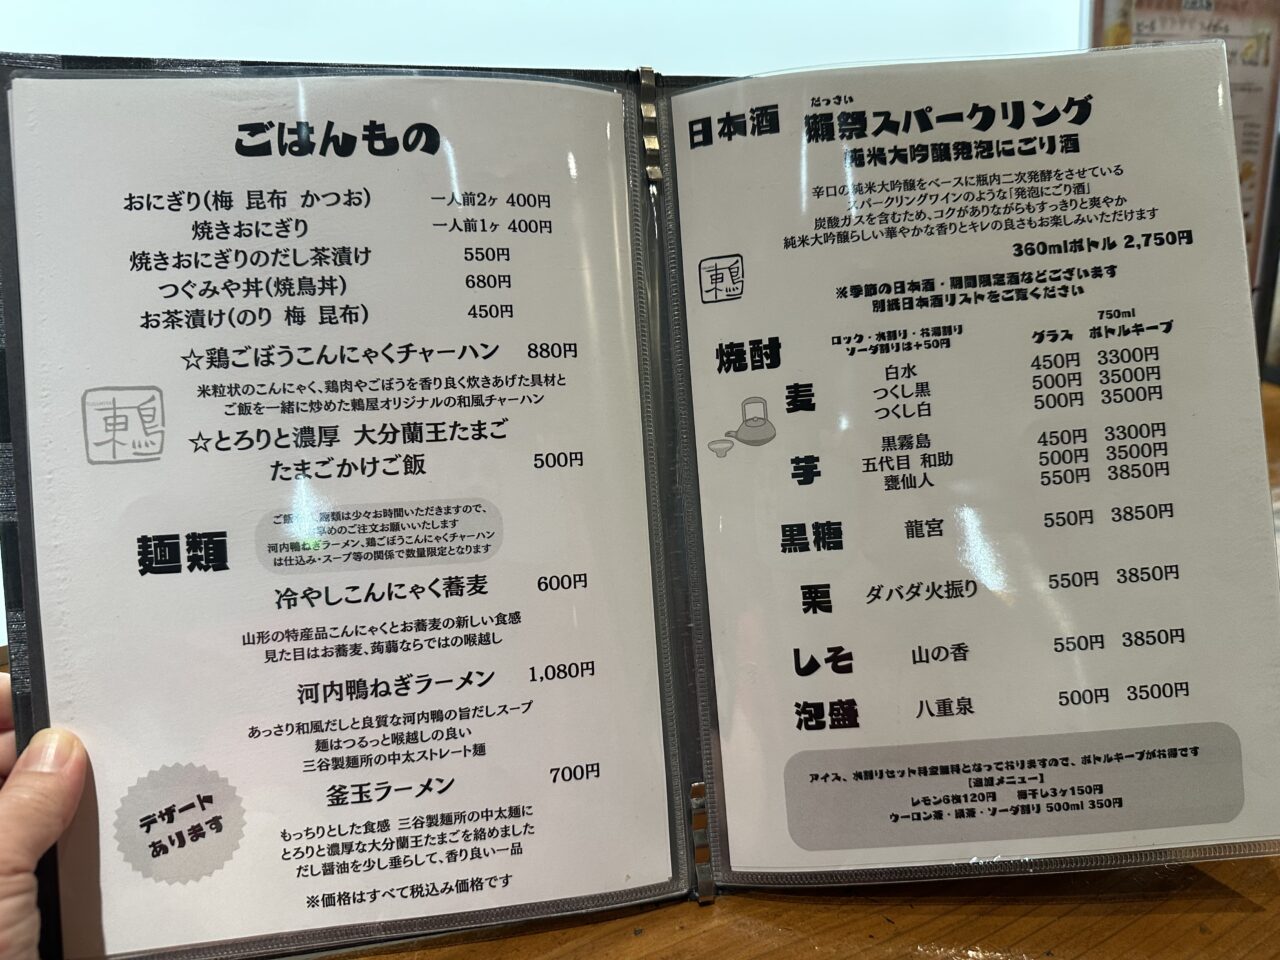 ごはんもの
おにぎり(梅 昆布 かつお) 一人前2ヶ 400円
焼きおにぎり 一人前1ヶ 400円
焼きおにぎりのだし茶漬け 550円
つぐみや丼(焼鳥丼) 680円
お茶漬け(のり 梅 昆布) 450円
☆鶏ごぼうこんにゃくチャーハン 880円
米粒状のこんにゃく、鶏肉やごぼうを香り良く炊きあげた具材と
ご飯を一緒に炒めた鶫屋オリジナルの和風チャーハン
☆とろりと濃厚 大分蘭王たまご
たまごかけご飯 500円
麺類
ご飯 麺類は少々お時間いただきますので、
早めのご注文お願いいたします
河内鴨ねぎラーメン、鶏ごぼうこんにゃくチャーハン
は仕込み・スープ等の関係で数量限定となります
冷やしこんにゃく蕎麦 600円
山形の特産品こんにゃくとお蕎麦の新しい食感
見た目はお蕎麦、蒟蒻ならではの喉越し
河内鴨ねぎラーメン 1,080円
あっさり和風だしと良質な河内鴨の旨だしスープ
麺はつるっと喉越しの良い
三谷製麺所の中太ストレート麺
釜玉ラーメン 700円
もっちりとした食感 三谷製麺所の中太麺に
とろりと濃厚な大分蘭王たまごを絡めました
だし醤油を少し垂らして、香り良い一品
※価格はすべて税込み価格です
デザート
あります
だっさい
日本酒 獺祭スパークリング
純米大吟醸発泡にごり酒
辛口の純米大吟醸をベースに瓶内二次発酵をさせている
スパークリングワインのような「発泡にごり酒」
炭酸ガスを含むため、コクがありながらもすっきりと爽やか
純米大吟醸らしい華やかな香りとキレの良さもお楽しみいただけます
360mlボトル 2,750円
※季節の日本酒・期間限定酒などございます
別紙日本酒リストをご覧ください
焼酎
ロック・水割り・お湯割り
ソーダ割りは+50円
750ml
グラス ボトルキープ
麦
白水 450円 3300円
つくし黒 500円 3500円
つくし白 500円 3500円
芋
黒霧島 450円 3300円
五代目 和助 500円 3500円
甕仙人 550円 3850円
黒糖 龍宮 550円 3850円
栗 ダバダ火振り 550円 3850円
しそ 山の香 550円 3850円
泡盛 八重泉 500円 3500円
アイス、水割りセット料金無料となっておりますので、ボトルキープがお得です
[追加メニュー]
レモン6枚120円 梅干し3ヶ150円
ウーロン茶・緑茶・ソーダ割り 500ml 350円